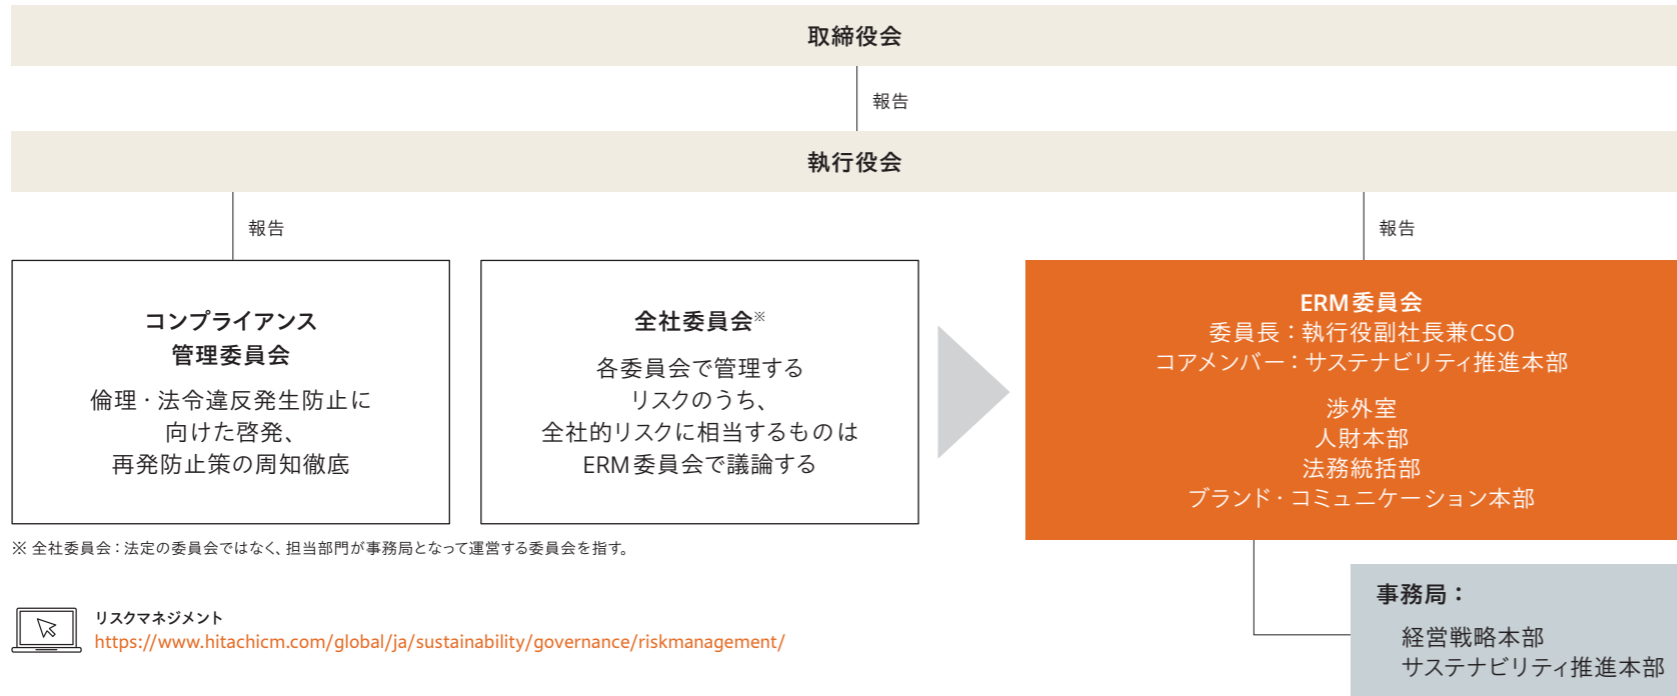 取締役会
報告
執行役会
報告
報告
コンプライアンス
管理委員会
倫理・法令違反発生防止に
向けた啓発、
再発防止策の周知徹底
全社委員会※
各委員会で管理する
リスクのうち、
全社的リスクに相当するものは
ERM委員会で議論する
ERM委員会
委員長：執行役副社長兼CSO
コアメンバー：サステナビリティ推進本部
渉外室
人財本部
法務統括部
ブランド・コミュニケーション本部
※ 全社委員会：法定の委員会ではなく、担当部門が事務局となって運営する委員会を指す。
事務局：
経営戦略本部
サステナビリティ推進本部
リスクマネジメント
https://www.hitachicm.com/global/ja/sustainability/governance/riskmanagement/